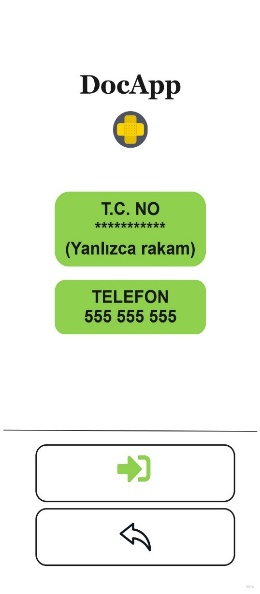 DocApp
T.C. NO
***********
(Yanlızca rakam)
TELEFON
555 555 555